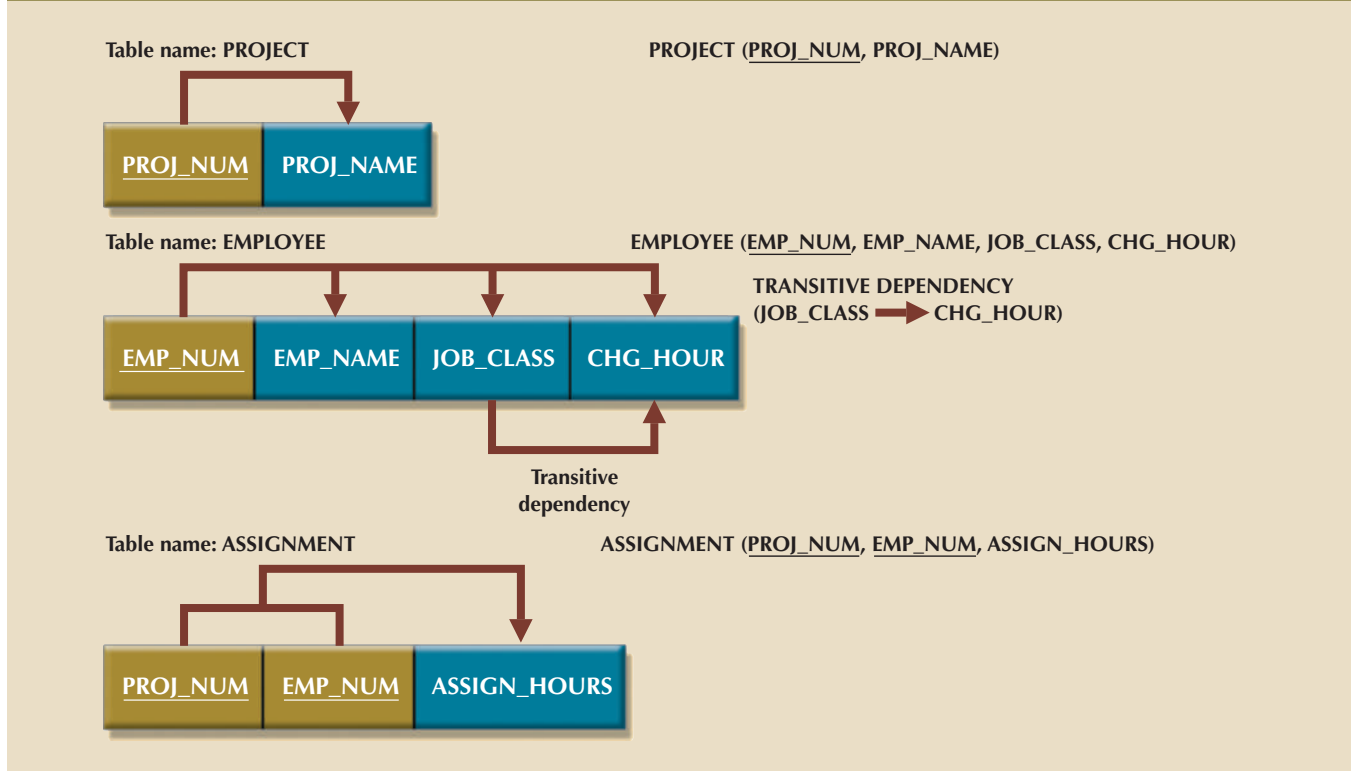 Table name: PROJECT
PROJECT (PROJ_NUM, PROJ_NAME)
PROJ_NUM
PROJ_NAME
Table name: EMPLOYEE
EMPLOYEE (EMP_NUM, EMP_NAME, JOB_CLASS, CHG_HOUR)
TRANSITIVE DEPENDENCY
(JOB_CLASS CHG_HOUR)
EMP_NUM
EMP_NAME
JOB_CLASS
CHG_HOUR
Transitive
dependency
Table name: ASSIGNMENT
ASSIGNMENT (PROJ_NUM, EMP_NUM, ASSIGN_HOURS)
PROJ_NUM
EMP_NUM
ASSIGN_HOURS